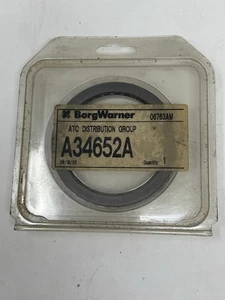 BorgWarner
06763AM
ATC DISTRIBUTION GROUP
A34652A
Quantity 1